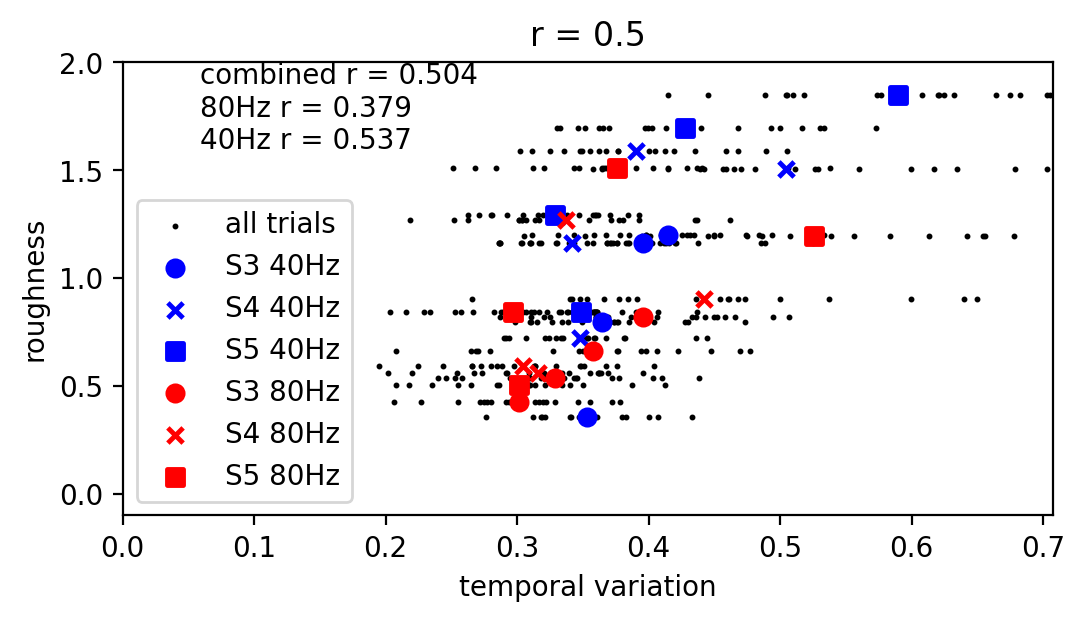 r = 0.5
combined r = 0.504
80Hz r = 0.379
40Hz r = 0.537
2.0
1.5
1.0
0.5
0.0
roughness
all trials
S3 40Hz
S4 40Hz
S5 40Hz
S3 80Hz
S4 80Hz
S5 80Hz
0.0 0.1 0.2 0.3 0.4 0.5 0.6 0.7
temporal variation